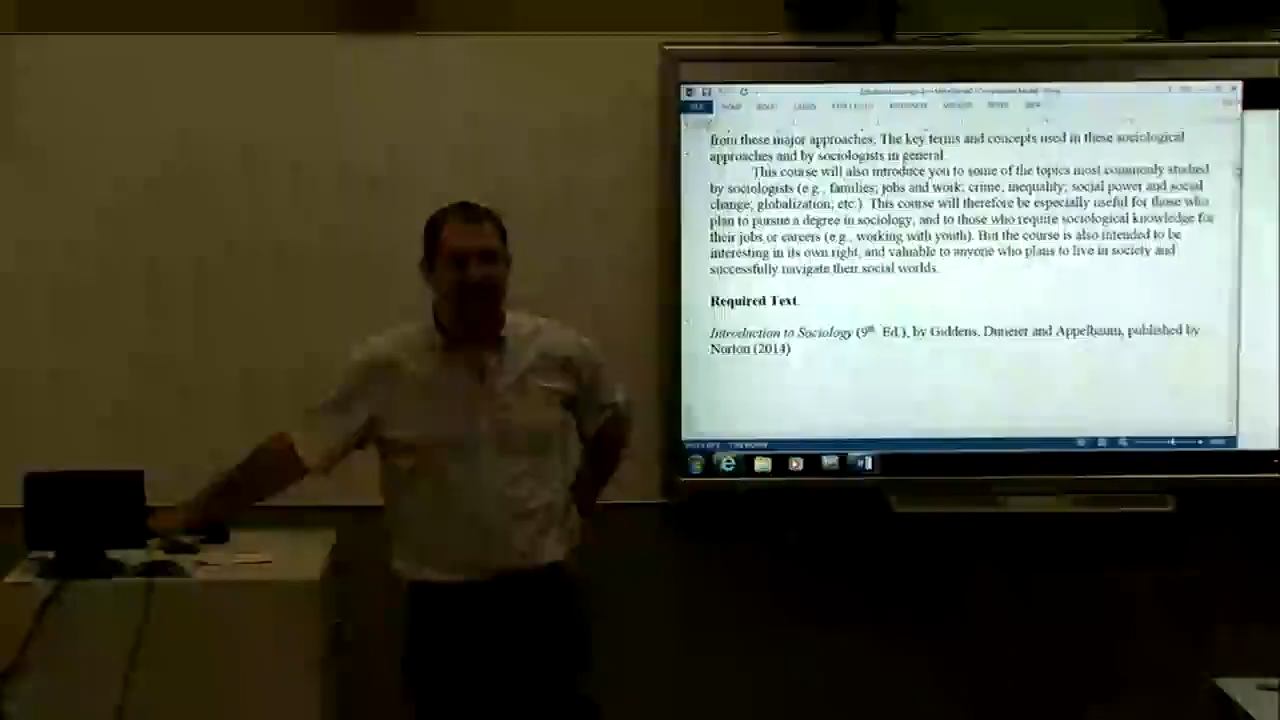 from these major approaches. The key terms and concepts used in these sociological
approaches and by sociologists in general.
This course will also introduce you to some of the topics most commonly studied
by sociologists (e.g., families; jobs and work; crime, inequality; social power and social
change; globalization; etc.) This course will therefore be especially useful for those who
plan to pursue a degree in sociology, and to those who require sociological knowledge for
their jobs or careers (e.g., working with youth). But the course is also intended to be
interesting in its own right, and valuable to anyone who plans to live in society and
successfully navigate their social worlds.
Required Text.
Introduction to Sociology (9th Ed.), by Giddens, Duneier and Appelbaum, published by
Norton (2014)